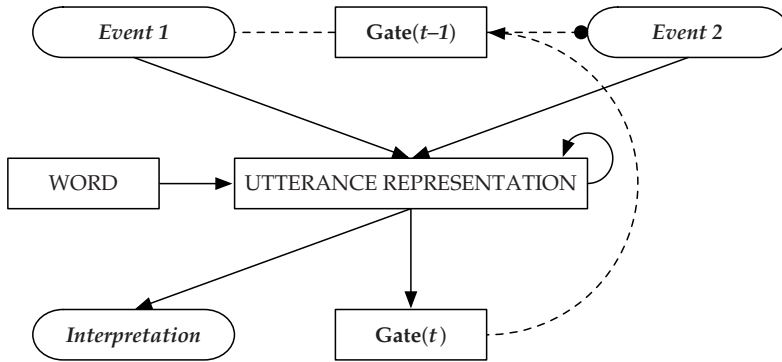 Event 1
Gate(t–1)
Event 2
WORD
UTTERANCE REPRESENTATION
Interpretation
Gate(t)